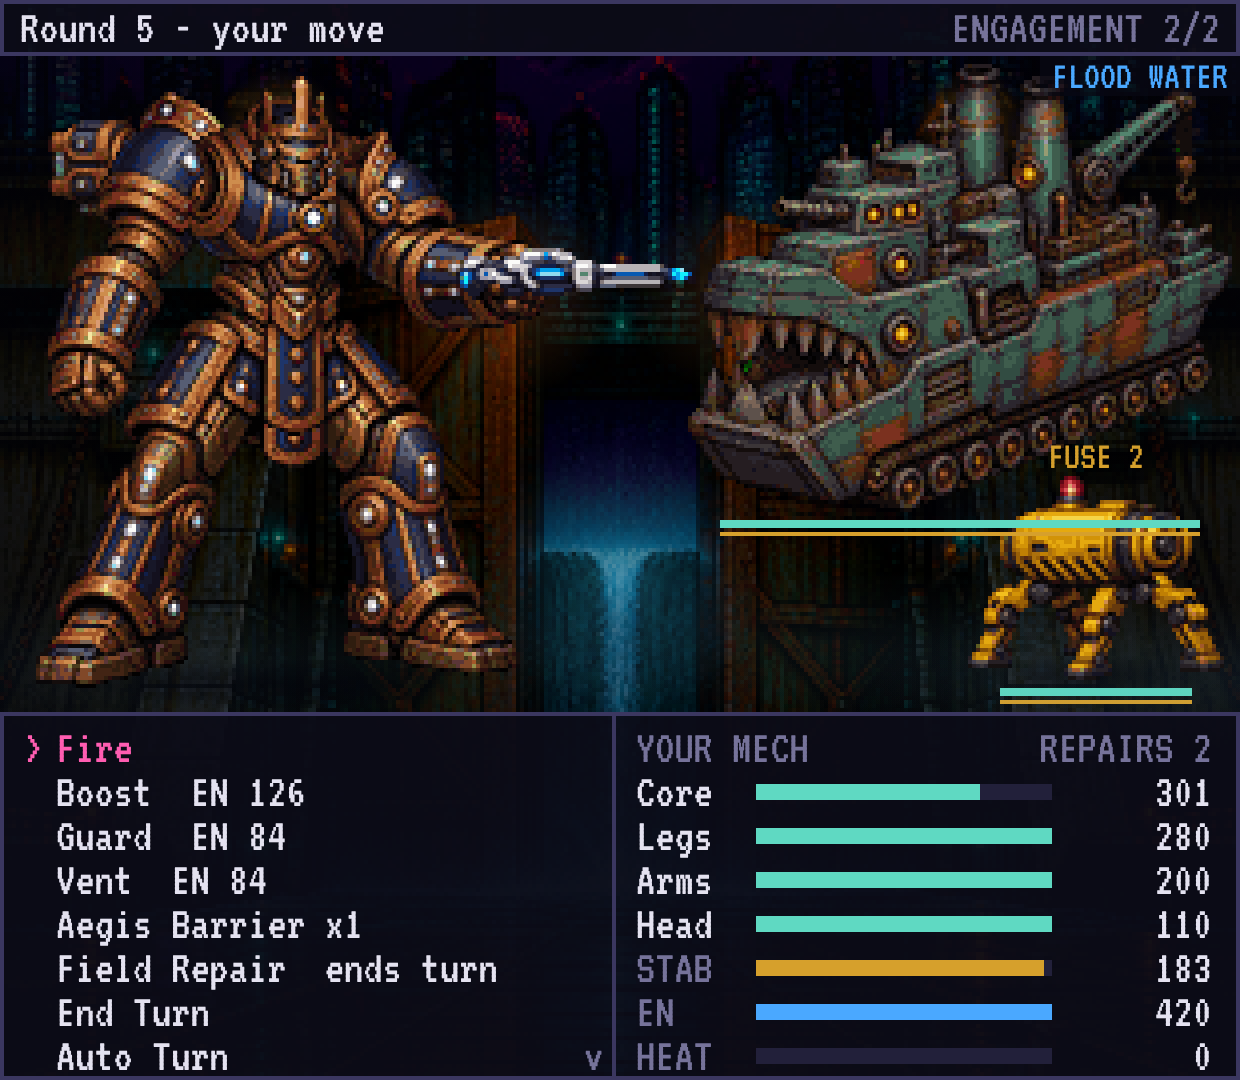 Round 5 - your move
ENGAGEMENT 2/2
FLOOD WATER
FUSE 2
> Fire
Boost EN 126
Guard EN 84
Vent EN 84
Aegis Barrier x1
Field Repair ends turn
End Turn
Auto Turn v
YOUR MECH REPAIRS 2
Core 301
Legs 280
Arms 200
Head 110
STAB 183
EN 420
HEAT 0